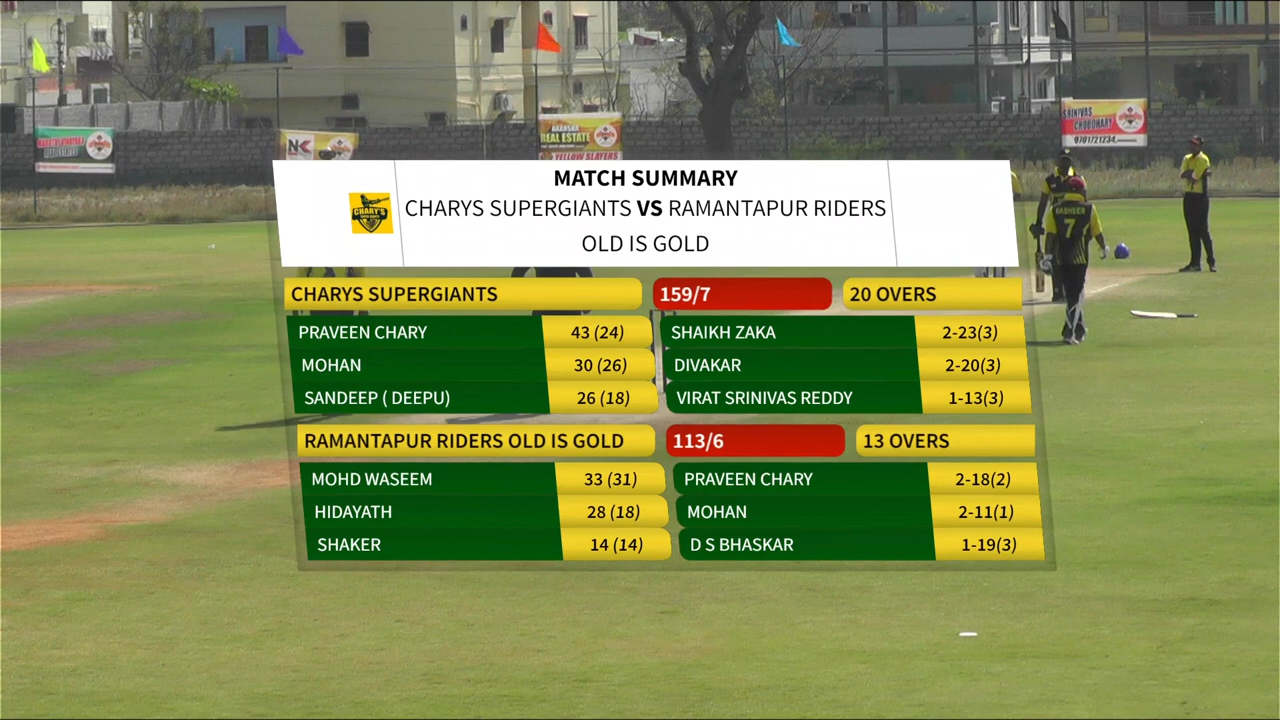 NK
AKANSHA
REAL ESTATE
YELLOW SLAYERS
SRINIVAS
CHOUDHARY
9701721234
7
MATCH SUMMARY
CHARY'S
CHARYS SUPERGIANTS VS RAMANTAPUR RIDERS
OLD IS GOLD
CHARYS SUPERGIANTS 159/7 20 OVERS
PRAVEEN CHARY 43 (24) SHAIKH ZAKA 2-23(3)
MOHAN 30 (26) DIVAKAR 2-20(3)
SANDEEP ( DEEPU) 26 (18) VIRAT SRINIVAS REDDY 1-13(3)
RAMANTAPUR RIDERS OLD IS GOLD 113/6 13 OVERS
MOHD WASEEM 33 (31) PRAVEEN CHARY 2-18(2)
HIDAYATH 28 (18) MOHAN 2-11(1)
SHAKER 14 (14) D S BHASKAR 1-19(3)